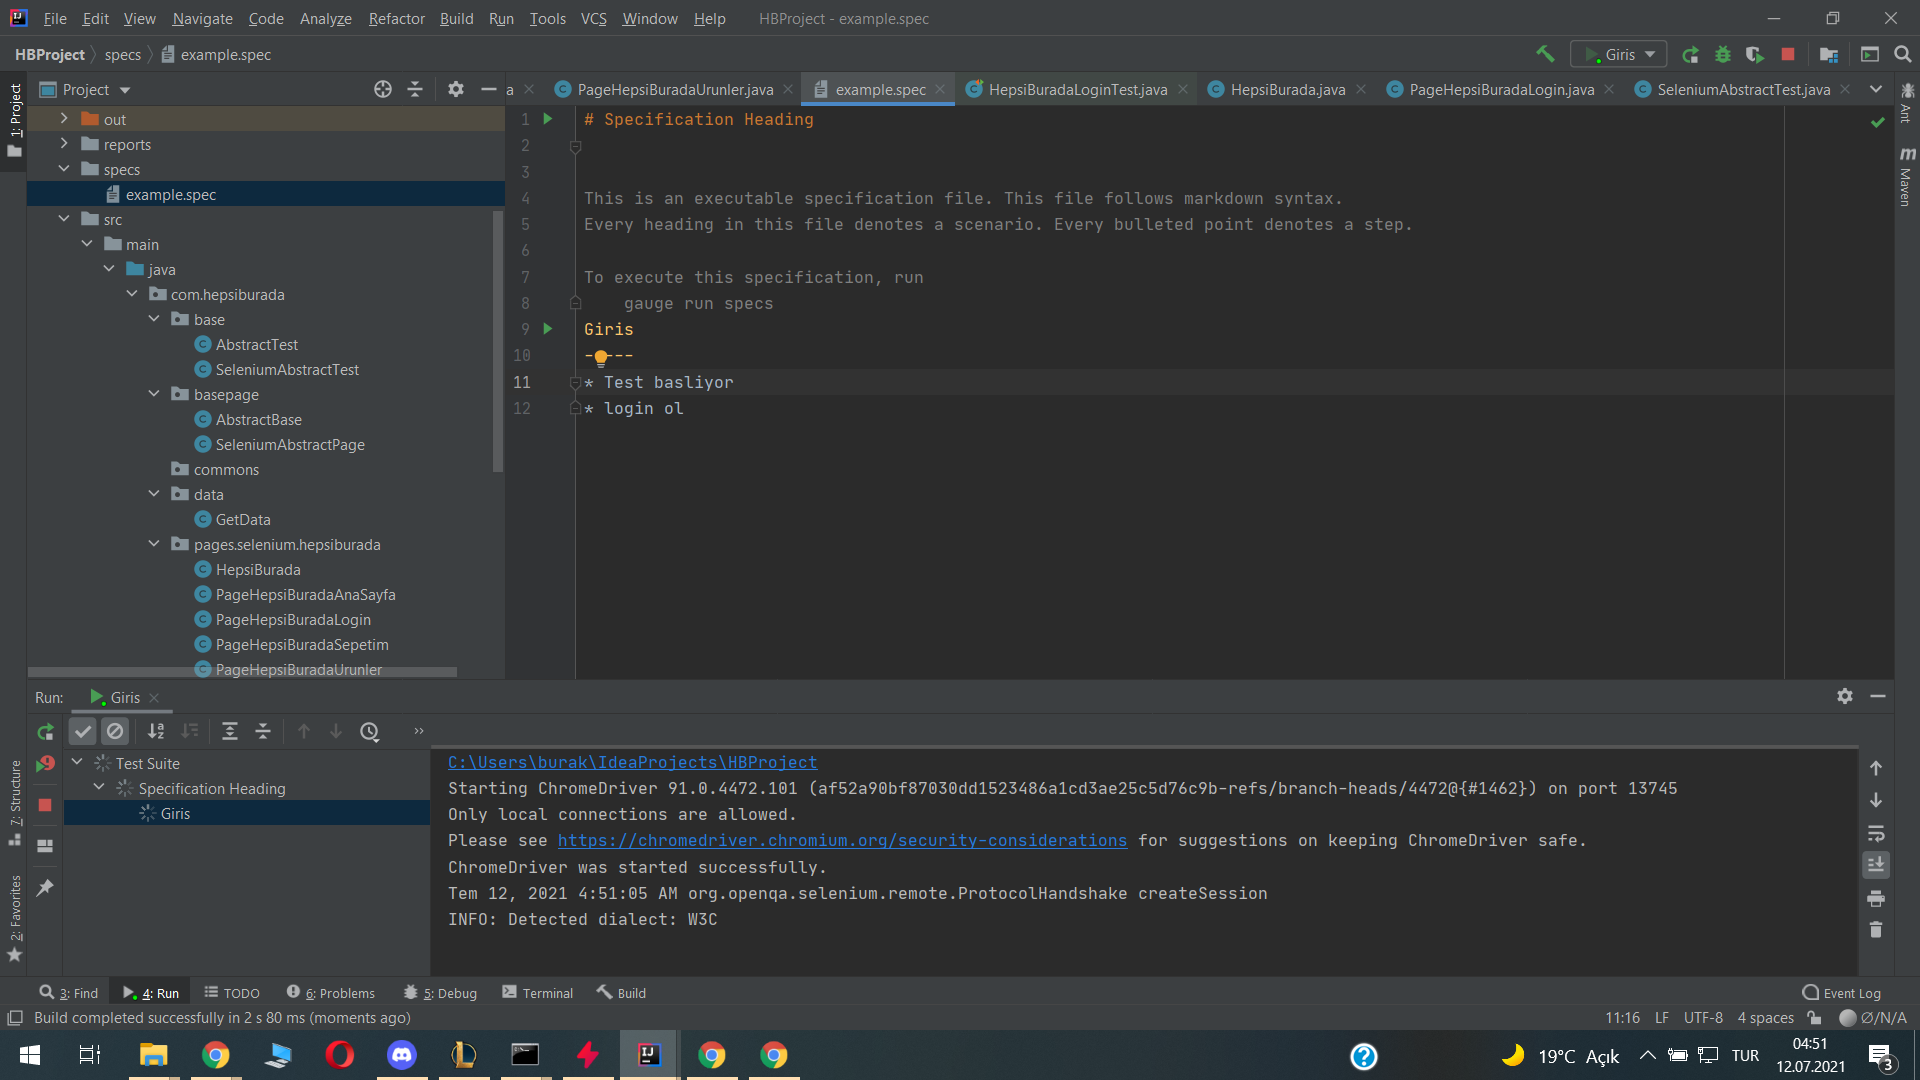 File Edit View Navigate Code Analyze Refactor Build Run Tools VCS Window Help HBProject - example.spec
HBProject specs example.spec Giris
1: Project
Project
a PageHepsiBuradaUrunler.java example.spec HepsiBuradaLoginTest.java HepsiBurada.java PageHepsiBuradaLogin.java SeleniumAbstractTest.java
out
reports
specs
example.spec
src
main
java
com.hepsiburada
base
AbstractTest
SeleniumAbstractTest
basepage
AbstractBase
SeleniumAbstractPage
commons
data
GetData
pages.selenium.hepsiburada
HepsiBurada
PageHepsiBuradaAnaSayfa
PageHepsiBuradaLogin
PageHepsiBuradaSepetim
PageHepsiBuradaUrunler
1 # Specification Heading
2
3
4 This is an executable specification file. This file follows markdown syntax.
5 Every heading in this file denotes a scenario. Every bulleted point denotes a step.
6
7 To execute this specification, run
8 gauge run specs
9 Giris
10 -----
11 * Test basliyor
12 * login ol
Ant
Maven
Run: Giris
Test Suite
Specification Heading
Giris
7: Structure
2: Favorites
C:\Users\burak\IdeaProjects\HBProject
Starting ChromeDriver 91.0.4472.101 (af52a90bf87030dd1523486a1cd3ae25c5d76c9b-refs/branch-heads/4472@{#1462}) on port 13745
Only local connections are allowed.
Please see https://chromedriver.chromium.org/security-considerations for suggestions on keeping ChromeDriver safe.
ChromeDriver was started successfully.
Tem 12, 2021 4:51:05 AM org.openqa.selenium.remote.ProtocolHandshake createSession
INFO: Detected dialect: W3C
3: Find 4: Run TODO 6: Problems 5: Debug Terminal Build Event Log
Build completed successfully in 2 s 80 ms (moments ago) 11:16 LF UTF-8 4 spaces Ø/N/A
19°C Açık TUR 04:51
12.07.2021 3